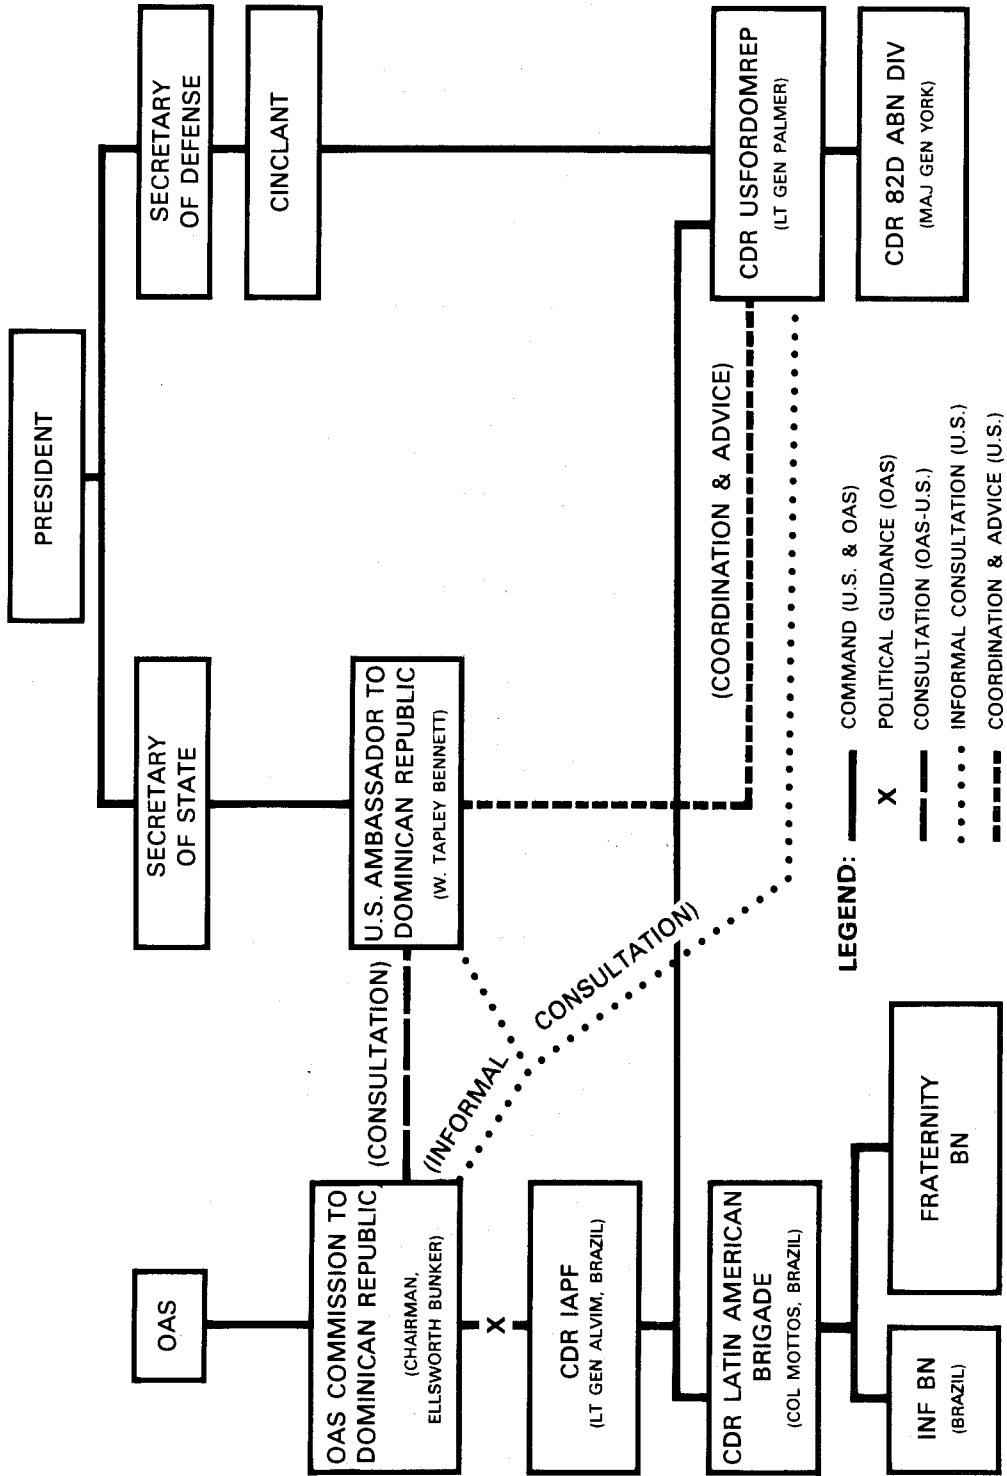 PRESIDENT
SECRETARY
OF STATE
SECRETARY
OF DEFENSE
CINCLANT
OAS
OAS COMMISSION TO
DOMINICAN REPUBLIC
(CHAIRMAN,
ELLSWORTH BUNKER)
(CONSULTATION)
U.S. AMBASSADOR TO
DOMINICAN REPUBLIC
(W. TAPLEY BENNETT)
(INFORMAL CONSULTATION)
X
CDR IAPF
(LT GEN ALVIM, BRAZIL)
(COORDINATION & ADVICE)
CDR LATIN AMERICAN
BRIGADE
(COL MOTTOS, BRAZIL)
CDR USFORDOMREP
(LT GEN PALMER)
INF BN
(BRAZIL)
FRATERNITY
BN
CDR 82D ABN DIV
(MAJ GEN YORK)
LEGEND:
COMMAND (U.S. & OAS)
X POLITICAL GUIDANCE (OAS)
CONSULTATION (OAS-U.S.)
INFORMAL CONSULTATION (U.S.)
COORDINATION & ADVICE (U.S.)